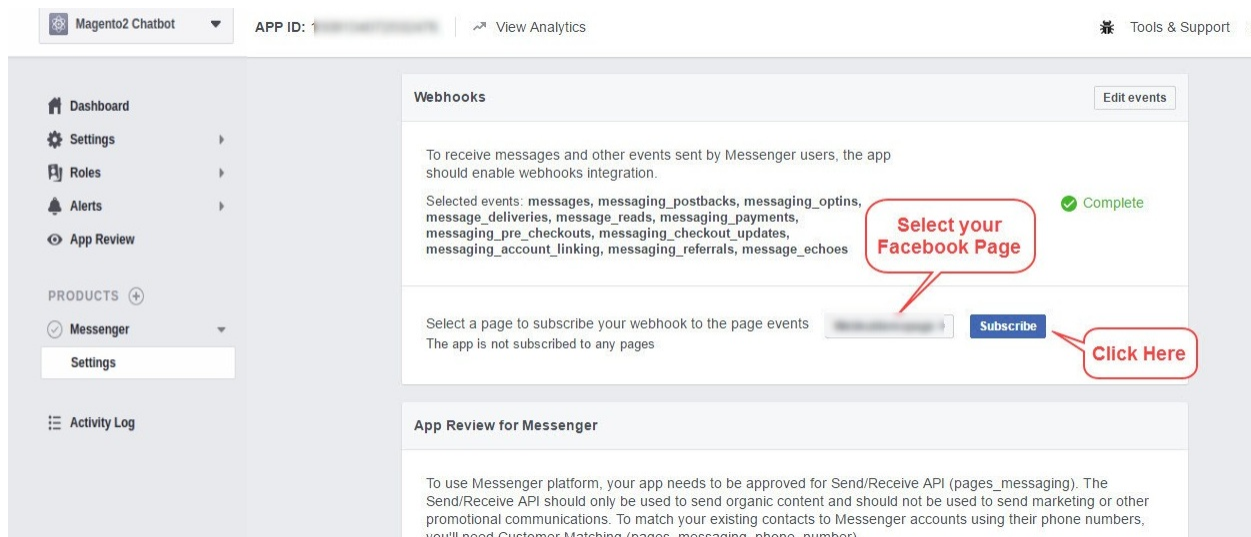 Magento2 Chatbot
APP ID:
View Analytics
Tools & Support
Dashboard
Settings
Roles
Alerts
App Review
PRODUCTS
Messenger
Settings
Activity Log
Webhooks
Edit events
To receive messages and other events sent by Messenger users, the app
should enable webhooks integration.
Selected events: messages, messaging_postbacks, messaging_optins,
message_deliveries, message_reads, messaging_payments,
messaging_pre_checkouts, messaging_checkout_updates,
messaging_account_linking, messaging_referrals, message_echoes
Complete
Select your
Facebook Page
Select a page to subscribe your webhook to the page events
Subscribe
The app is not subscribed to any pages
Click Here
App Review for Messenger
To use Messenger platform, your app needs to be approved for Send/Receive API (pages_messaging). The
Send/Receive API should only be used to send organic content and should not be used to send marketing or other
promotional communications. To match your existing contacts to Messenger accounts using their phone numbers,
you'll need Customer Matching (pages_messaging_phone_number)